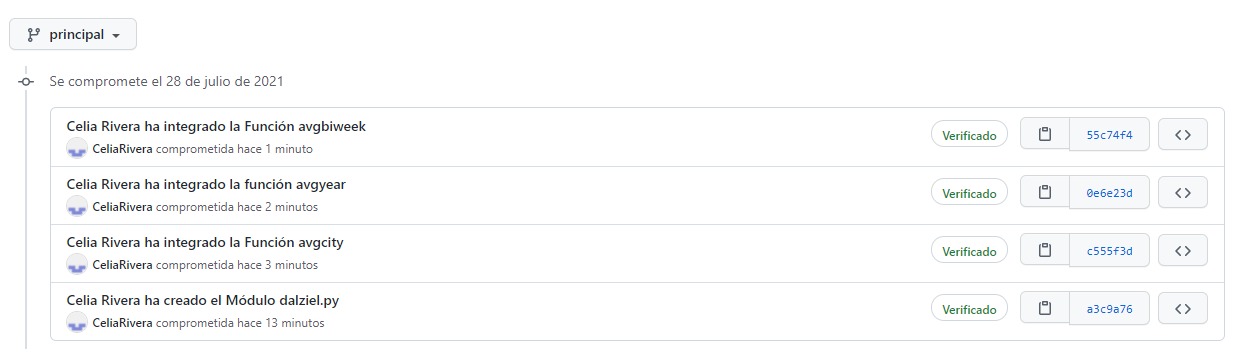 principal
Se compromete el 28 de julio de 2021
Celia Rivera ha integrado la Función avgbiweek
CeliaRivera comprometida hace 1 minuto
Verificado
55c74f4
Celia Rivera ha integrado la función avgyear
CeliaRivera comprometida hace 2 minutos
Verificado
0e6e23d
Celia Rivera ha integrado la Función avgcity
CeliaRivera comprometida hace 3 minutos
Verificado
c555f3d
Celia Rivera ha creado el Módulo dalziel.py
CeliaRivera comprometida hace 13 minutos
Verificado
a3c9a76